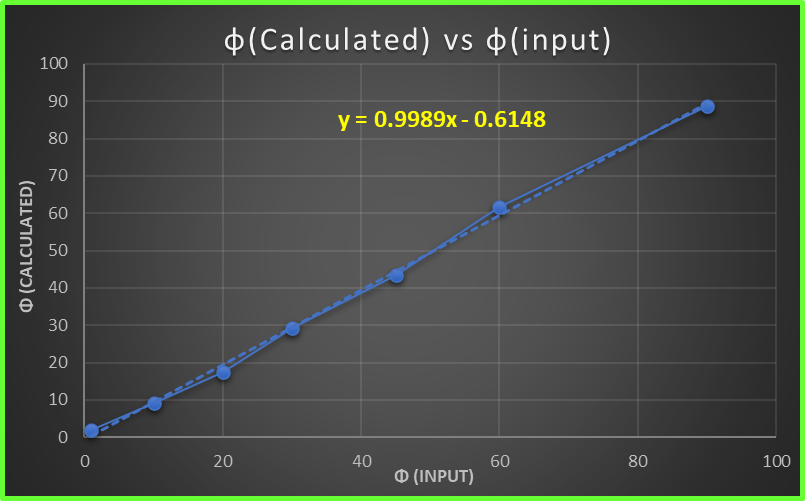 ϕ(Calculated) vs ϕ(input)
y = 0.9989x - 0.6148
100
90
80
70
60
50
40
30
20
10
0
Φ (CALCULATED)
0 20 40 60 80 100
Φ (INPUT)